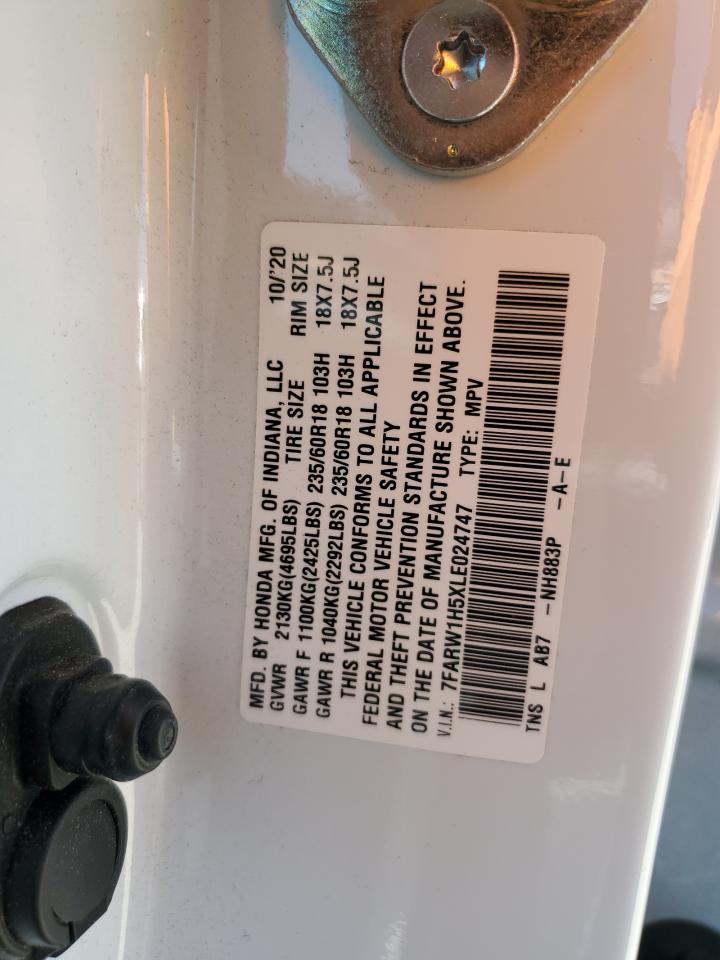 MFD. BY HONDA MFG. OF INDIANA, LLC 10/'20
GVWR 2130KG(4695LBS) TIRE SIZE RIM SIZE
GAWR F 1100KG(2425LBS) 235/60R18 103H 18X7.5J
GAWR R 1040KG(2292LBS) 235/60R18 103H 18X7.5J
THIS VEHICLE CONFORMS TO ALL APPLICABLE
FEDERAL MOTOR VEHICLE SAFETY
AND THEFT PREVENTION STANDARDS IN EFFECT
ON THE DATE OF MANUFACTURE SHOWN ABOVE.
V.I.N.: 7FARW1H5XLE024747 TYPE: MPV
TNS L AB7 -NH883P -A-E